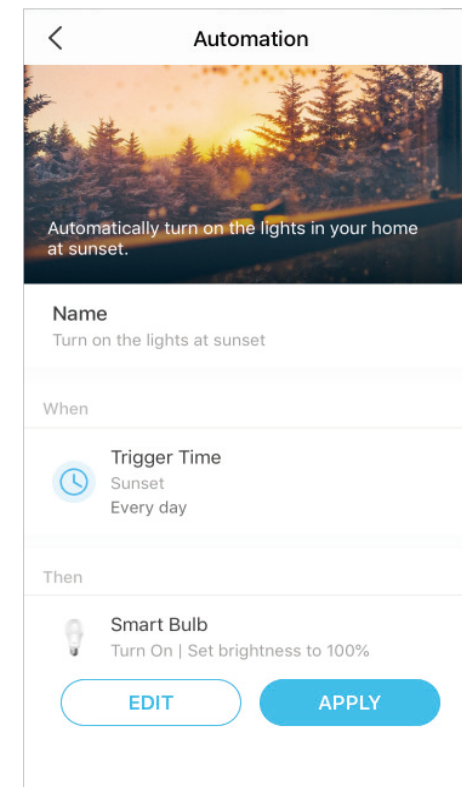 Automation
Automatically turn on the lights in your home
at sunset.
Name
Turn on the lights at sunset
When
Trigger Time
Sunset
Every day
Then
Smart Bulb
Turn On | Set brightness to 100%
EDIT
APPLY